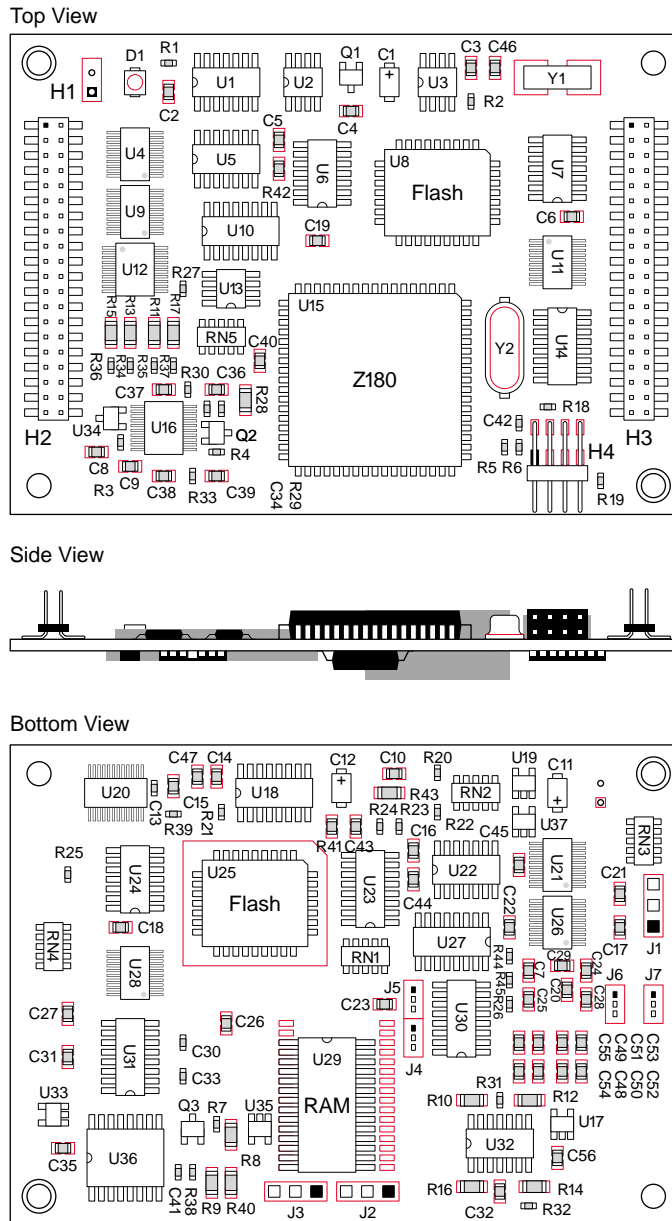 Top View
D1 R1 U1 U2 Q1 C1 U3 C3 C46 Y1
H1 C2 C4 R2
U4 U5 C5 U6 U8 U7
R42 Flash
U9 U10 C19 C6
U12 R27 U13 U11
R15 R13 R11 R17 RN5 C40 U15 Y2 U14
R36 R34 R35 R37 R30 C36 Z180
C37 R28
U34 U16 Q2 C42 R18
H2 R4 H4 H3
C8 R5 R6
R3 C9 C38 R33 C39 C34 R29 R19
Side View
Bottom View
C47 C14 C12 C10 R20 U19 C11
U20 C13 C15 R21 U18 R43 RN2
R39 R24 R23 R22 U37 RN3
R41 C43 C16 C45
R25 U24 U25 U23 U22 U21 C21
Flash C44
C18 C22 U26
RN4 U27 C17 J1
U28 RN1 R44 C29 C24 J6 J7
J5 R45 C7
C27 C26 C23 R26 C25 C20 C28
U30
C31 U31 C30 U29 J4 C55 C49 C51 C53
C33 RAM C54 C48 C50 C52
U33 Q3 R7 U35 R10 R31 R12 U17
C35 U36 R8 U32 C56
C41 R38 R9 R40 R16 C32 R14
J3 J2 R32